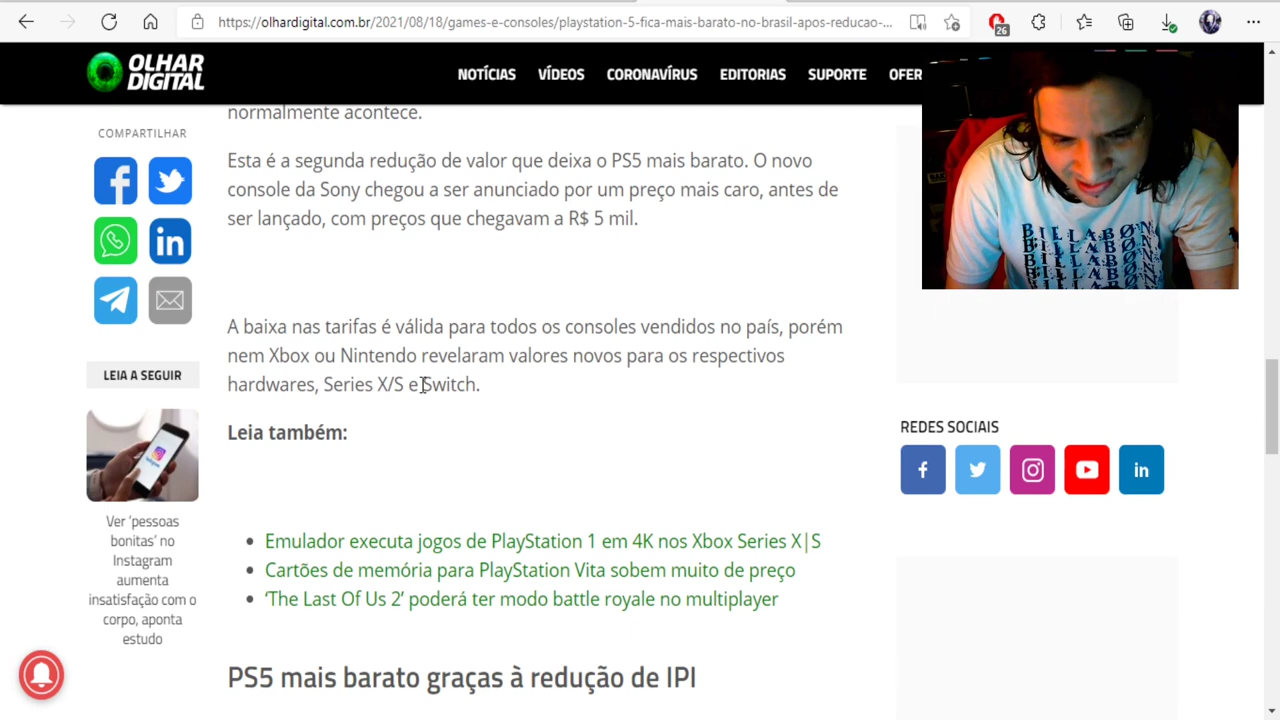 https://olhardigital.com.br/2021/08/18/games-e-consoles/playstation-5-fica-mais-barato-no-brasil-apos-reducao-...
26
OLHAR
DIGITAL
NOTÍCIAS
VÍDEOS
CORONAVÍRUS
EDITORIAS
SUPORTE
OFER
COMPARTILHAR
LEIA A SEGUIR
Ver ‘pessoas
bonitas’ no
Instagram
aumenta
insatisfação com o
corpo, aponta
estudo
normalmente acontece.
Esta é a segunda redução de valor que deixa o PS5 mais barato. O novo
console da Sony chegou a ser anunciado por um preço mais caro, antes de
ser lançado, com preços que chegavam a R$ 5 mil.
A baixa nas tarifas é válida para todos os consoles vendidos no país, porém
nem Xbox ou Nintendo revelaram valores novos para os respectivos
hardwares, Series X/S e Switch.
Leia também:
Emulador executa jogos de PlayStation 1 em 4K nos Xbox Series X|S
Cartões de memória para PlayStation Vita sobem muito de preço
‘The Last Of Us 2’ poderá ter modo battle royale no multiplayer
PS5 mais barato graças à redução de IPI
REDES SOCIAIS